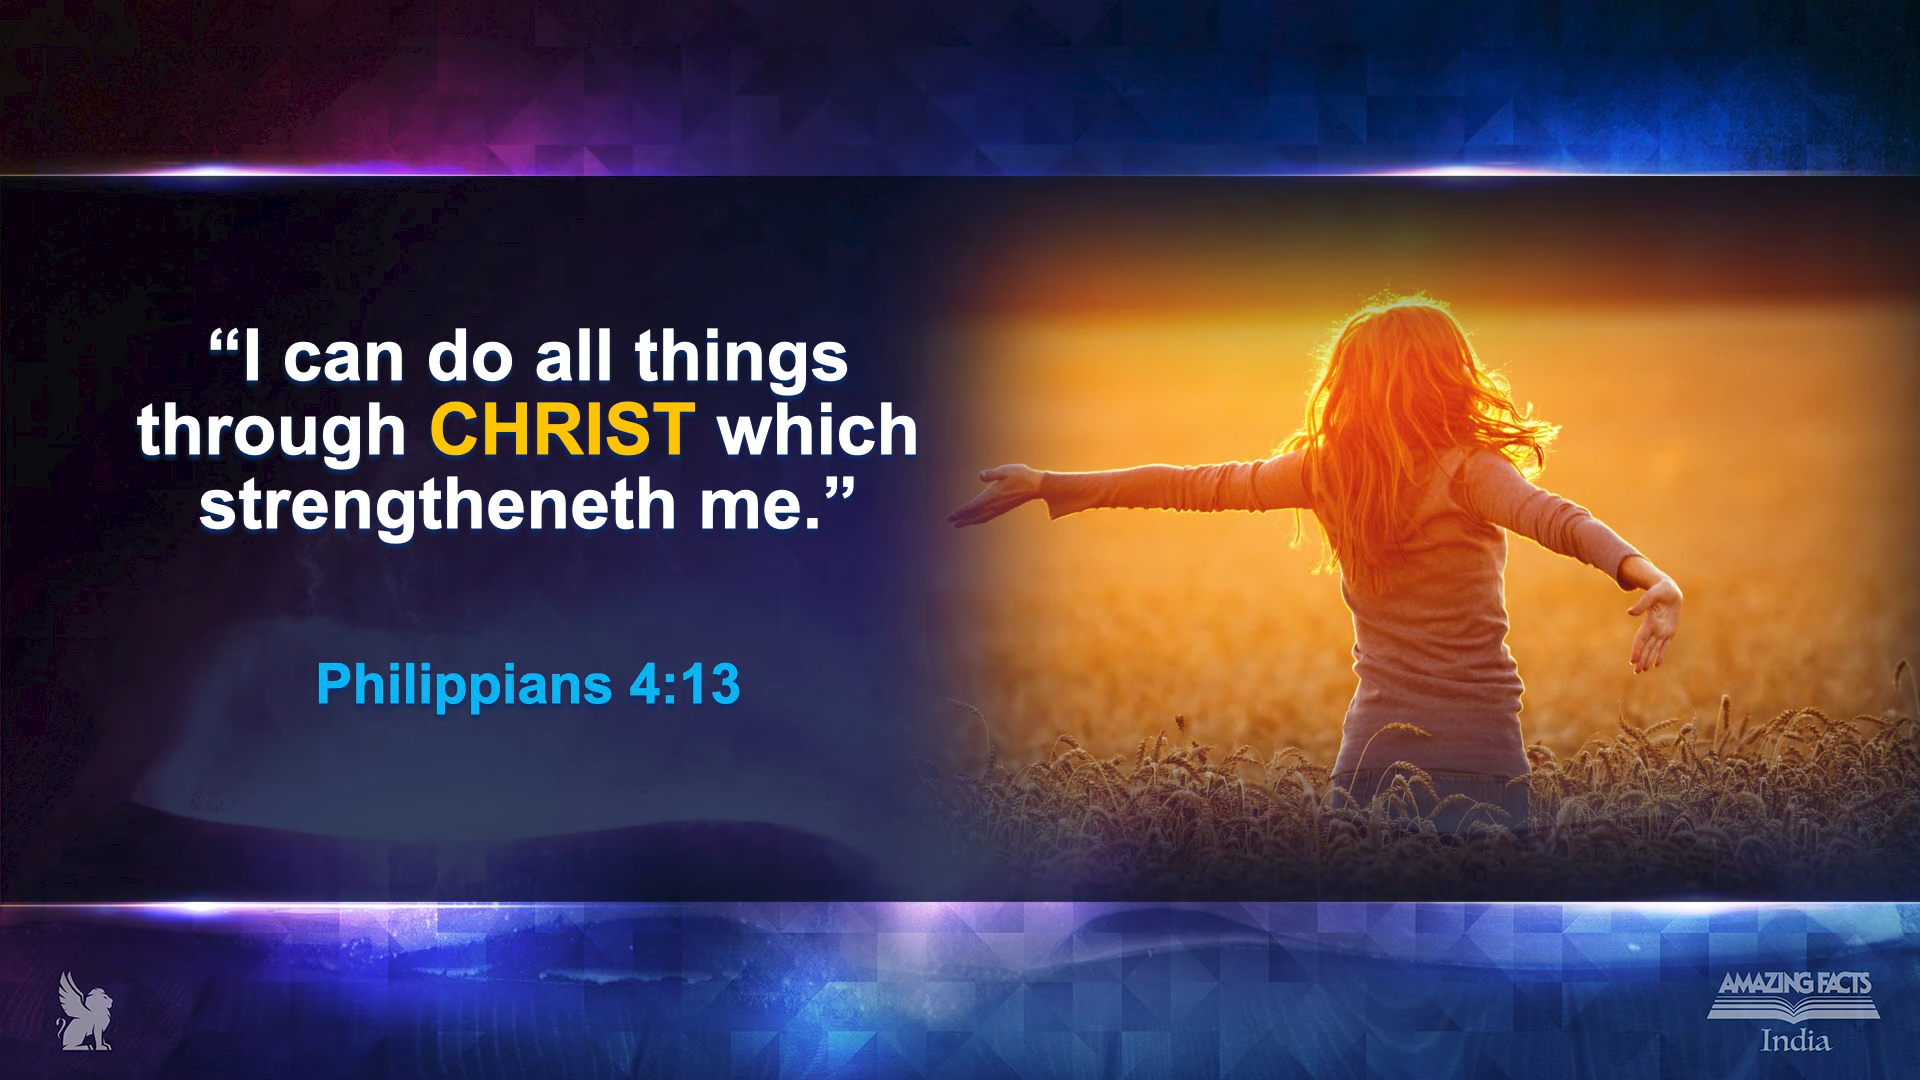 “I can do all things
through CHRIST which
strengtheneth me.”
Philippians 4:13
AMAZING FACTS
India